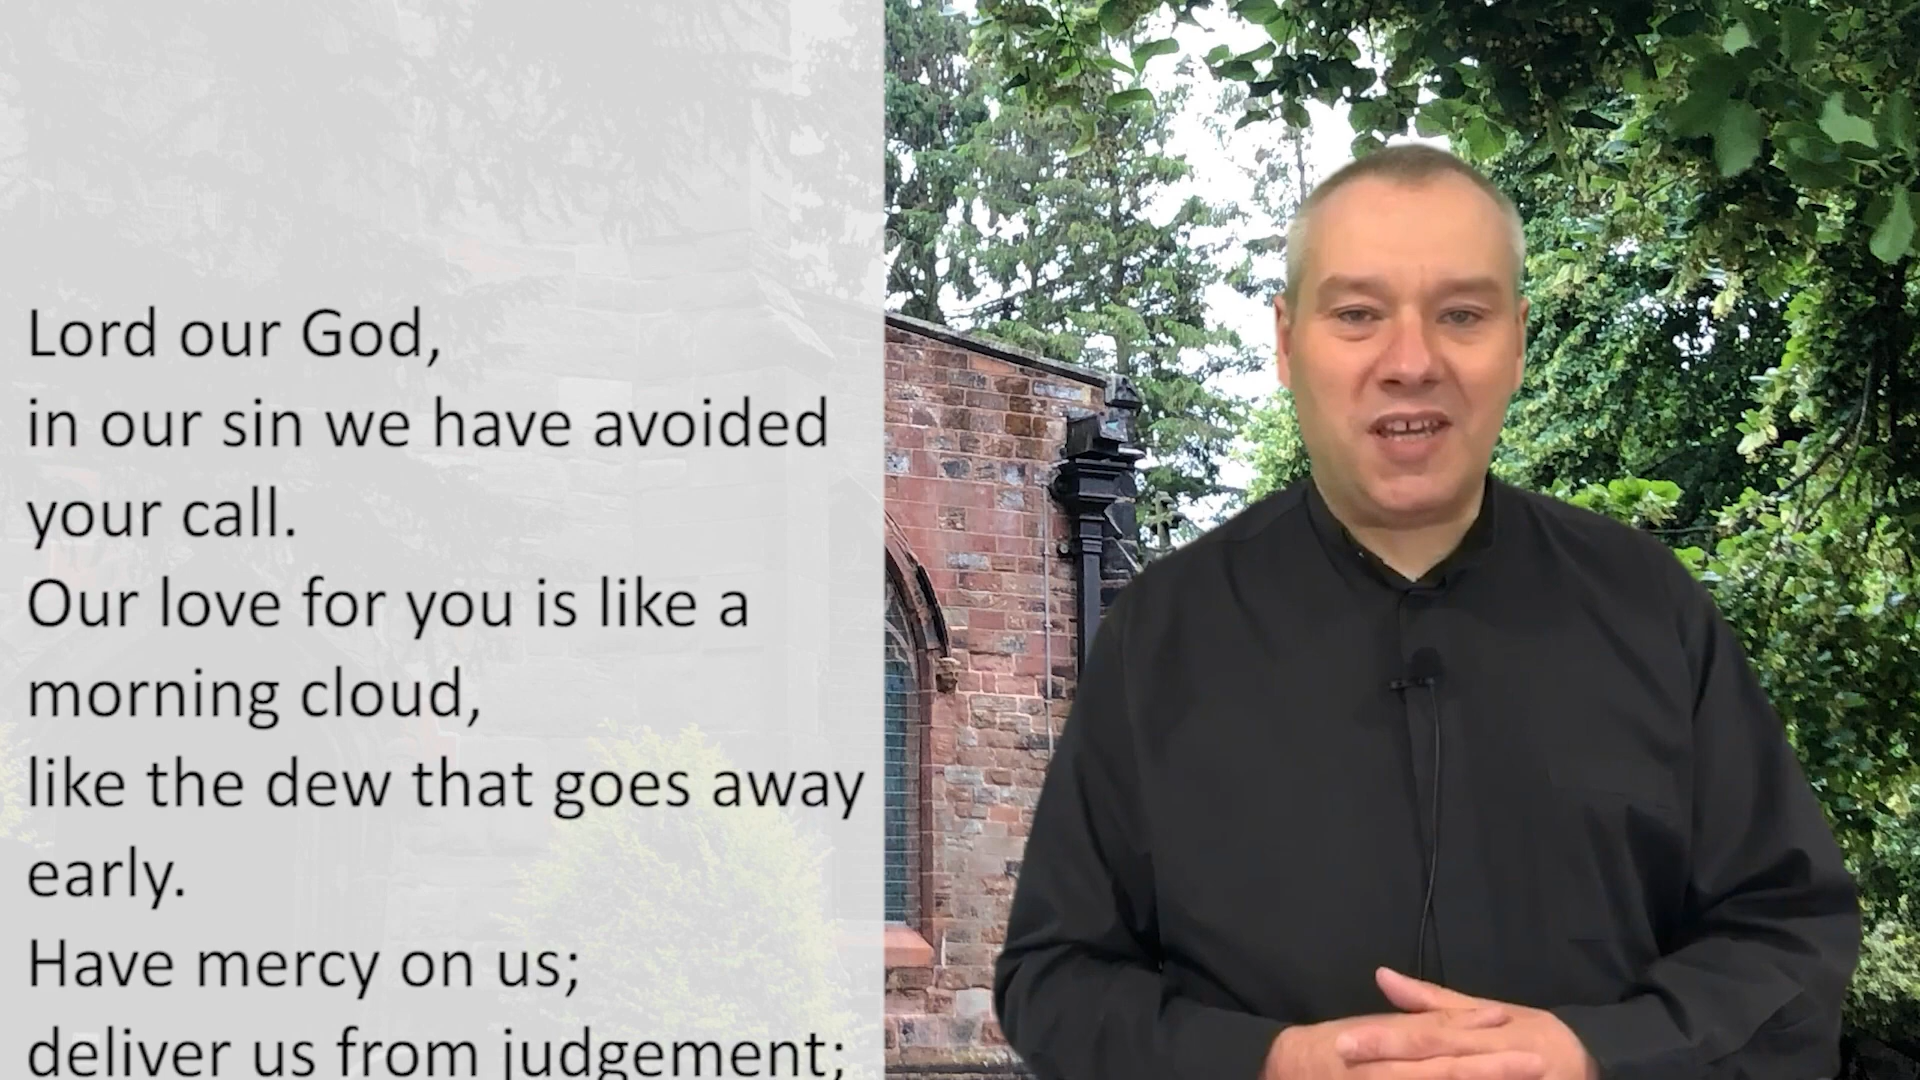 Lord our God,
in our sin we have avoided
your call.
Our love for you is like a
morning cloud,
like the dew that goes away
early.
Have mercy on us;
deliver us from judgement;